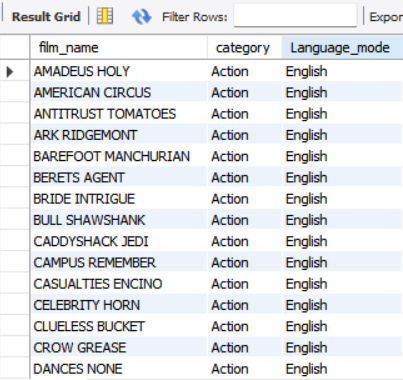 Result Grid Filter Rows: Expor
film_name category Language_mode
AMADEUS HOLY Action English
AMERICAN CIRCUS Action English
ANTITRUST TOMATOES Action English
ARK RIDGEMONT Action English
BAREFOOT MANCHURIAN Action English
BERETS AGENT Action English
BRIDE INTRIGUE Action English
BULL SHAWSHANK Action English
CADDYSHACK JEDI Action English
CAMPUS REMEMBER Action English
CASUALTIES ENCINO Action English
CELEBRITY HORN Action English
CLUELESS BUCKET Action English
CROW GREASE Action English
DANCES NONE Action English